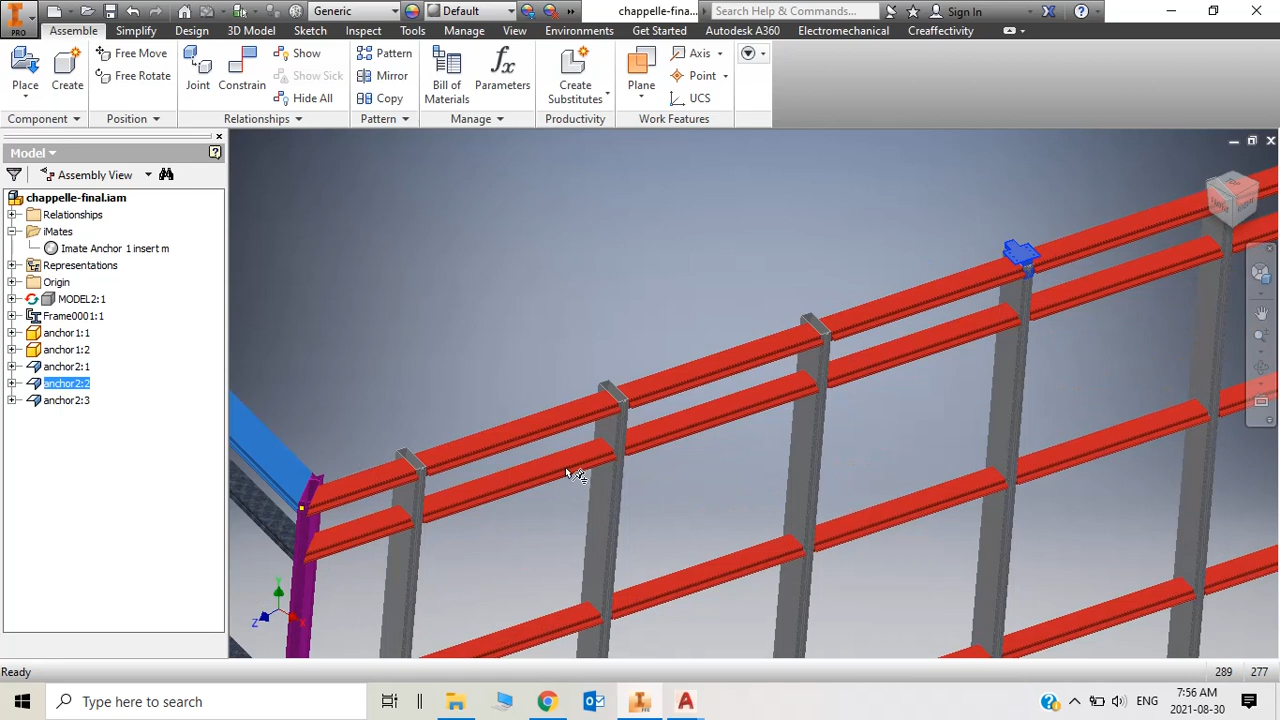 PRO
Generic
Default
chappelle-fina...
Search Help & Commands...
Sign In
Assemble
Simplify
Design
3D Model
Sketch
Inspect
Tools
View
Manage
Environments
Get Started
Autodesk A360
Electromechanical
Creaffectivity
Place
Create
Free Move
Free Rotate
Joint
Constrain
Show
Show Sick
Hide All
Pattern
Mirror
Copy
Bill of
Materials
Parameters
Create
Substitutes
Plane
Axis
Point
UCS
Component
Position
Relationships
Pattern
Manage
Productivity
Work Features
Model
Assembly View
chappelle-final.iam
Relationships
iMates
Imate Anchor 1 insert m
Representations
Origin
MODEL2:1
Frame0001:1
anchor1:1
anchor1:2
anchor2:1
anchor2:2
anchor2:3
Y
Z
X
Ready
289
277
Type here to search
ENG
7:56 AM
2021-08-30